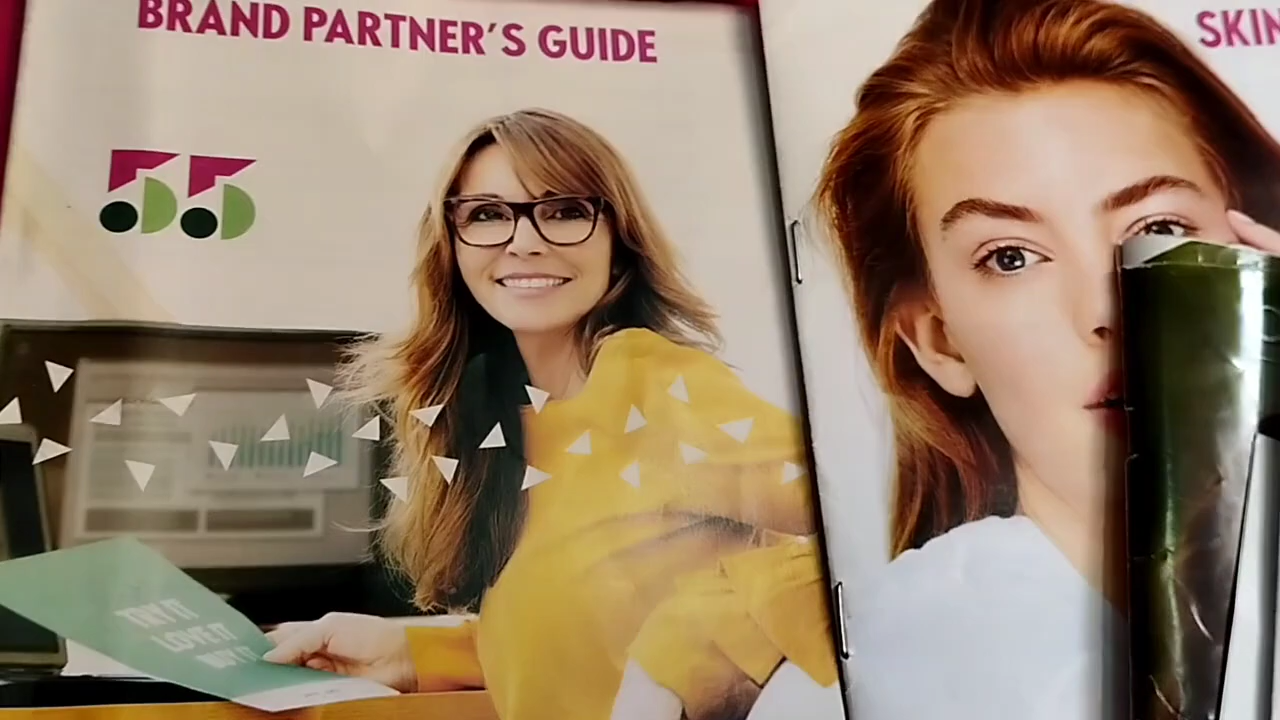 BRAND PARTNER'S GUIDE
SKIN
TRY IT
LOVE IT
BUY IT